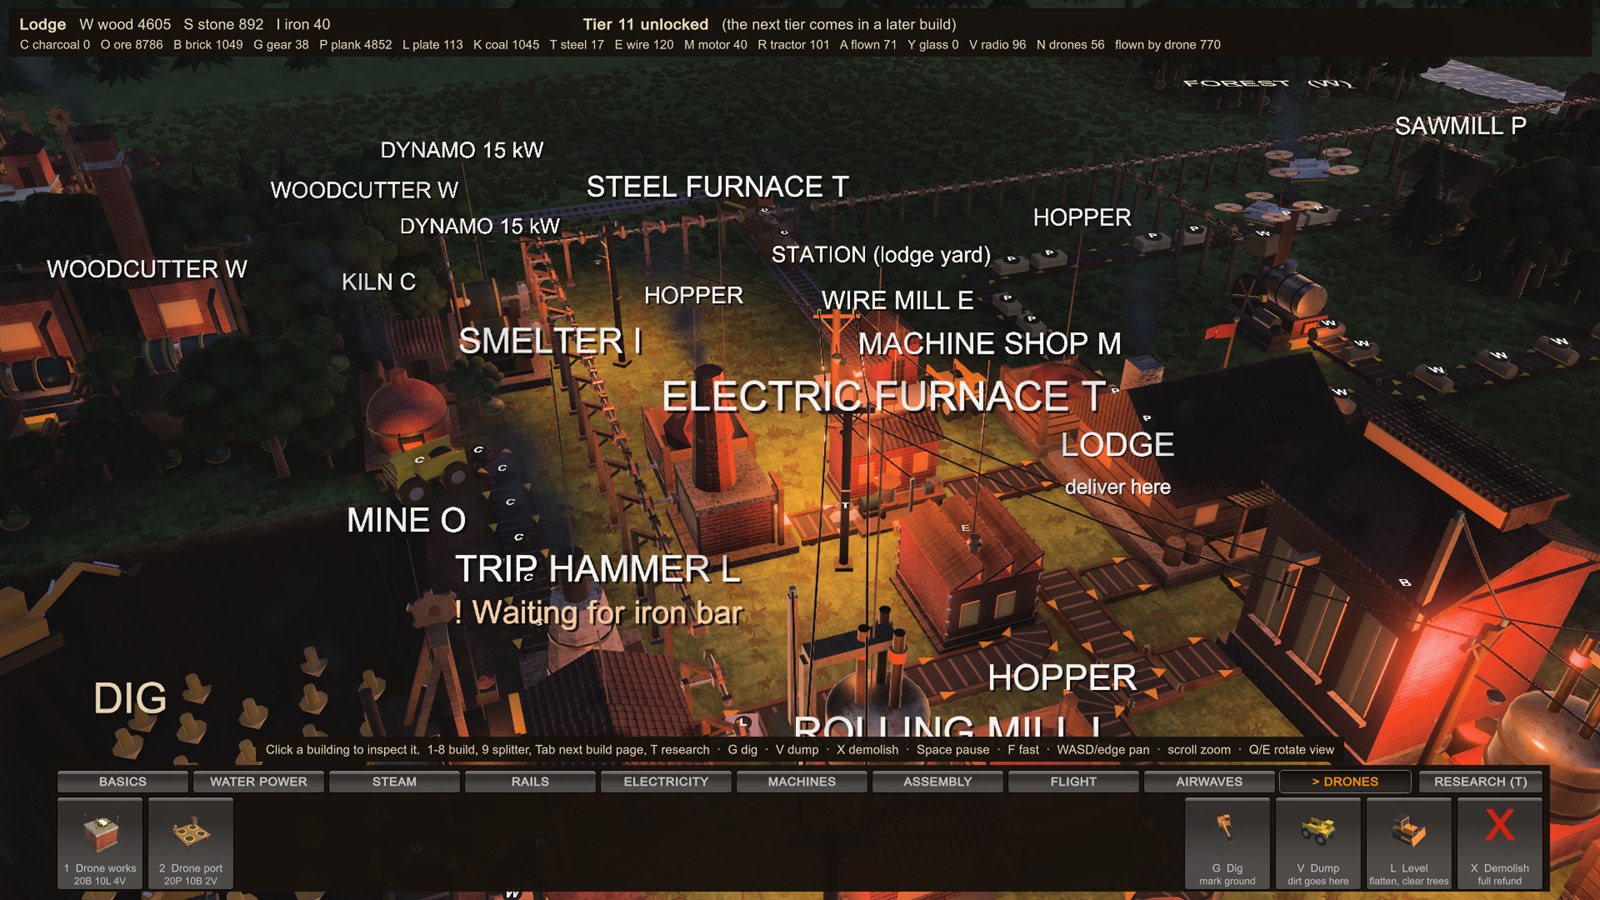 Lodge W wood 4605 S stone 892 I iron 40
Tier 11 unlocked (the next tier comes in a later build)
C charcoal 0 O ore 8786 B brick 1049 G gear 38 P plank 4852 L plate 113 K coal 1045 T steel 17 E wire 120 M motor 40 R tractor 101 A flown 71 Y glass 0 V radio 96 N drones 56 flown by drone 770
FOREST (W)
SAWMILL P
DYNAMO 15 kW
WOODCUTTER W
STEEL FURNACE T
DYNAMO 15 kW
HOPPER
STATION (lodge yard)
WOODCUTTER W
KILN C
HOPPER
WIRE MILL E
SMELTER I
MACHINE SHOP M
ELECTRIC FURNACE T
LODGE
deliver here
MINE O
TRIP HAMMER L
! Waiting for iron bar
DIG
HOPPER
ROLLING MILL L
Click a building to inspect it. 1-8 build, 9 splitter, Tab next build page, T research · G dig · V dump · X demolish · Space pause · F fast · WASD/edge pan · scroll zoom · Q/E rotate view
BASICS
WATER POWER
STEAM
RAILS
ELECTRICITY
MACHINES
ASSEMBLY
FLIGHT
AIRWAVES
> DRONES
RESEARCH (T)
1 Drone works
20B 10L 4V
2 Drone port
20P 10B 2V
G Dig
mark ground
V Dump
dirt goes here
L Level
flatten, clear trees
X Demolish
full refund